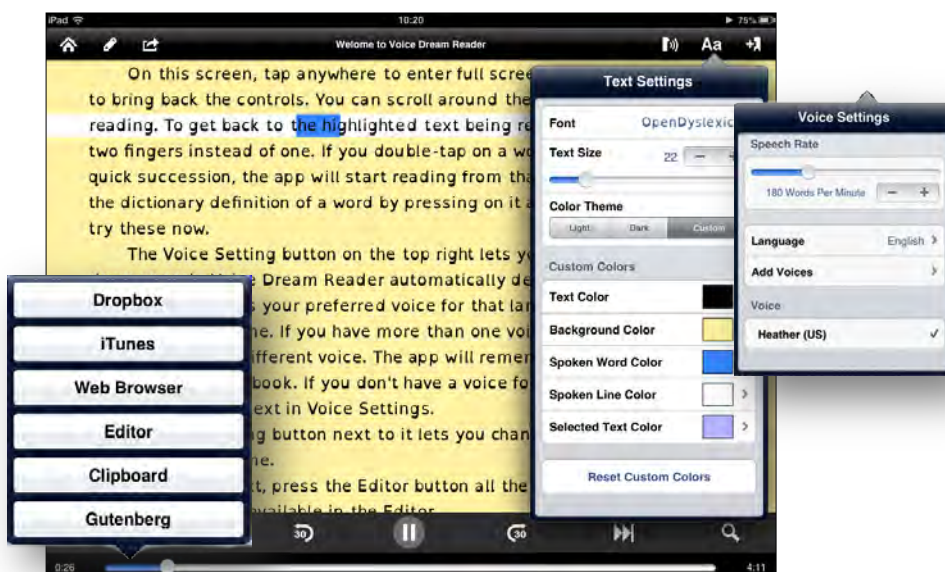 iPad
10:20
75%
Welome to Voice Dream Reader
Aa
On this screen, tap anywhere to enter full scree
to bring back the controls. You can scroll around the
reading. To get back to the highlighted text being re
two fingers instead of one. If you double-tap on a wo
quick succession, the app will start reading from tha
the dictionary definition of a word by pressing on it a
try these now.
The Voice Setting button on the top right lets yo
Dream Reader automatically de
your preferred voice for that lan
ne. If you have more than one voi
ifferent voice. The app will remer
book. If you don't have a voice fo
ext in Voice Settings.
g button next to it lets you chan
ne.
t, press the Editor button all the
available in the Editor.
Text Settings
Font OpenDyslexic
Text Size 22 − +
Color Theme
Light Dark Custom
Custom Colors
Text Color
Background Color
Spoken Word Color
Spoken Line Color
Selected Text Color
Reset Custom Colors
Voice Settings
Speech Rate
180 Words Per Minute − +
Language English
Add Voices
Voice
Heather (US)
Dropbox
iTunes
Web Browser
Editor
Clipboard
Gutenberg
30 30
0:26 4:11